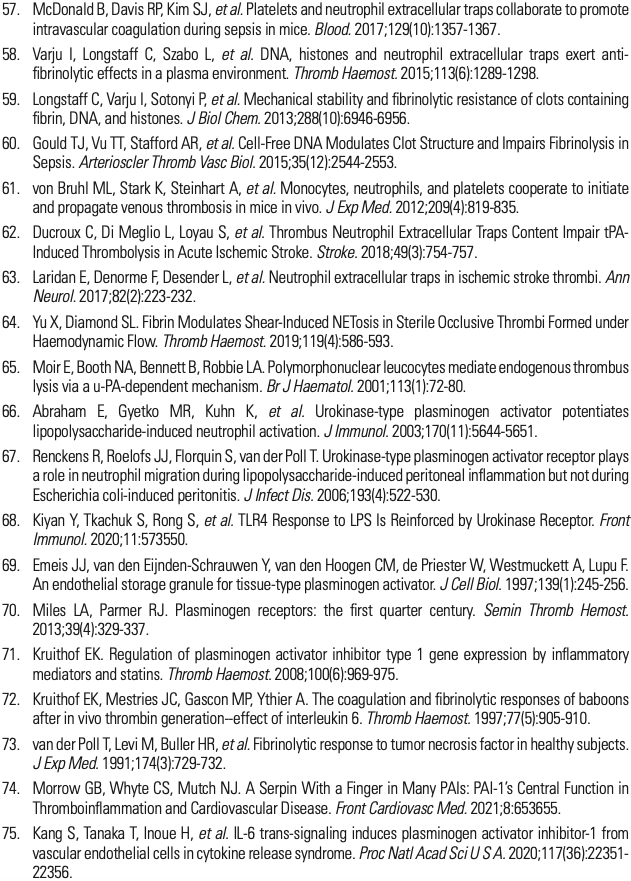 57. McDonald B, Davis RP, Kim SJ, et al. Platelets and neutrophil extracellular traps collaborate to promote
intravascular coagulation during sepsis in mice. Blood. 2017;129(10):1357-1367.
58. Varju I, Longstaff C, Szabo L, et al. DNA, histones and neutrophil extracellular traps exert anti-
fibrinolytic effects in a plasma environment. Thromb Haemost. 2015;113(6):1289-1298.
59. Longstaff C, Varju I, Sotonyi P, et al. Mechanical stability and fibrinolytic resistance of clots containing
fibrin, DNA, and histones. J Biol Chem. 2013;288(10):6946-6956.
60. Gould TJ, Vu TT, Stafford AR, et al. Cell-Free DNA Modulates Clot Structure and Impairs Fibrinolysis in
Sepsis. Arterioscler Thromb Vasc Biol. 2015;35(12):2544-2553.
61. von Bruhl ML, Stark K, Steinhart A, et al. Monocytes, neutrophils, and platelets cooperate to initiate
and propagate venous thrombosis in mice in vivo. J Exp Med. 2012;209(4):819-835.
62. Ducroux C, Di Meglio L, Loyau S, et al. Thrombus Neutrophil Extracellular Traps Content Impair tPA-
Induced Thrombolysis in Acute Ischemic Stroke. Stroke. 2018;49(3):754-757.
63. Laridan E, Denorme F, Desender L, et al. Neutrophil extracellular traps in ischemic stroke thrombi. Ann
Neurol. 2017;82(2):223-232.
64. Yu X, Diamond SL. Fibrin Modulates Shear-Induced NETosis in Sterile Occlusive Thrombi Formed under
Haemodynamic Flow. Thromb Haemost. 2019;119(4):586-593.
65. Moir E, Booth NA, Bennett B, Robbie LA. Polymorphonuclear leucocytes mediate endogenous thrombus
lysis via a u-PA-dependent mechanism. Br J Haematol. 2001;113(1):72-80.
66. Abraham E, Gyetko MR, Kuhn K, et al. Urokinase-type plasminogen activator potentiates
lipopolysaccharide-induced neutrophil activation. J Immunol. 2003;170(11):5644-5651.
67. Renckens R, Roelofs JJ, Florquin S, van der Poll T. Urokinase-type plasminogen activator receptor plays
a role in neutrophil migration during lipopolysaccharide-induced peritoneal inflammation but not during
Escherichia coli-induced peritonitis. J Infect Dis. 2006;193(4):522-530.
68. Kiyan Y, Tkachuk S, Rong S, et al. TLR4 Response to LPS Is Reinforced by Urokinase Receptor. Front
Immunol. 2020;11:573550.
69. Emeis JJ, van den Eijnden-Schrauwen Y, van den Hoogen CM, de Priester W, Westmuckett A, Lupu F.
An endothelial storage granule for tissue-type plasminogen activator. J Cell Biol. 1997;139(1):245-256.
70. Miles LA, Parmer RJ. Plasminogen receptors: the first quarter century. Semin Thromb Hemost.
2013;39(4):329-337.
71. Kruithof EK. Regulation of plasminogen activator inhibitor type 1 gene expression by inflammatory
mediators and statins. Thromb Haemost. 2008;100(6):969-975.
72. Kruithof EK, Mestries JC, Gascon MP, Ythier A. The coagulation and fibrinolytic responses of baboons
after in vivo thrombin generation--effect of interleukin 6. Thromb Haemost. 1997;77(5):905-910.
73. van der Poll T, Levi M, Buller HR, et al. Fibrinolytic response to tumor necrosis factor in healthy subjects.
J Exp Med. 1991;174(3):729-732.
74. Morrow GB, Whyte CS, Mutch NJ. A Serpin With a Finger in Many PAIs: PAI-1's Central Function in
Thromboinflammation and Cardiovascular Disease. Front Cardiovasc Med. 2021;8:653655.
75. Kang S, Tanaka T, Inoue H, et al. IL-6 trans-signaling induces plasminogen activator inhibitor-1 from
vascular endothelial cells in cytokine release syndrome. Proc Natl Acad Sci U S A. 2020;117(36):22351-
22356.